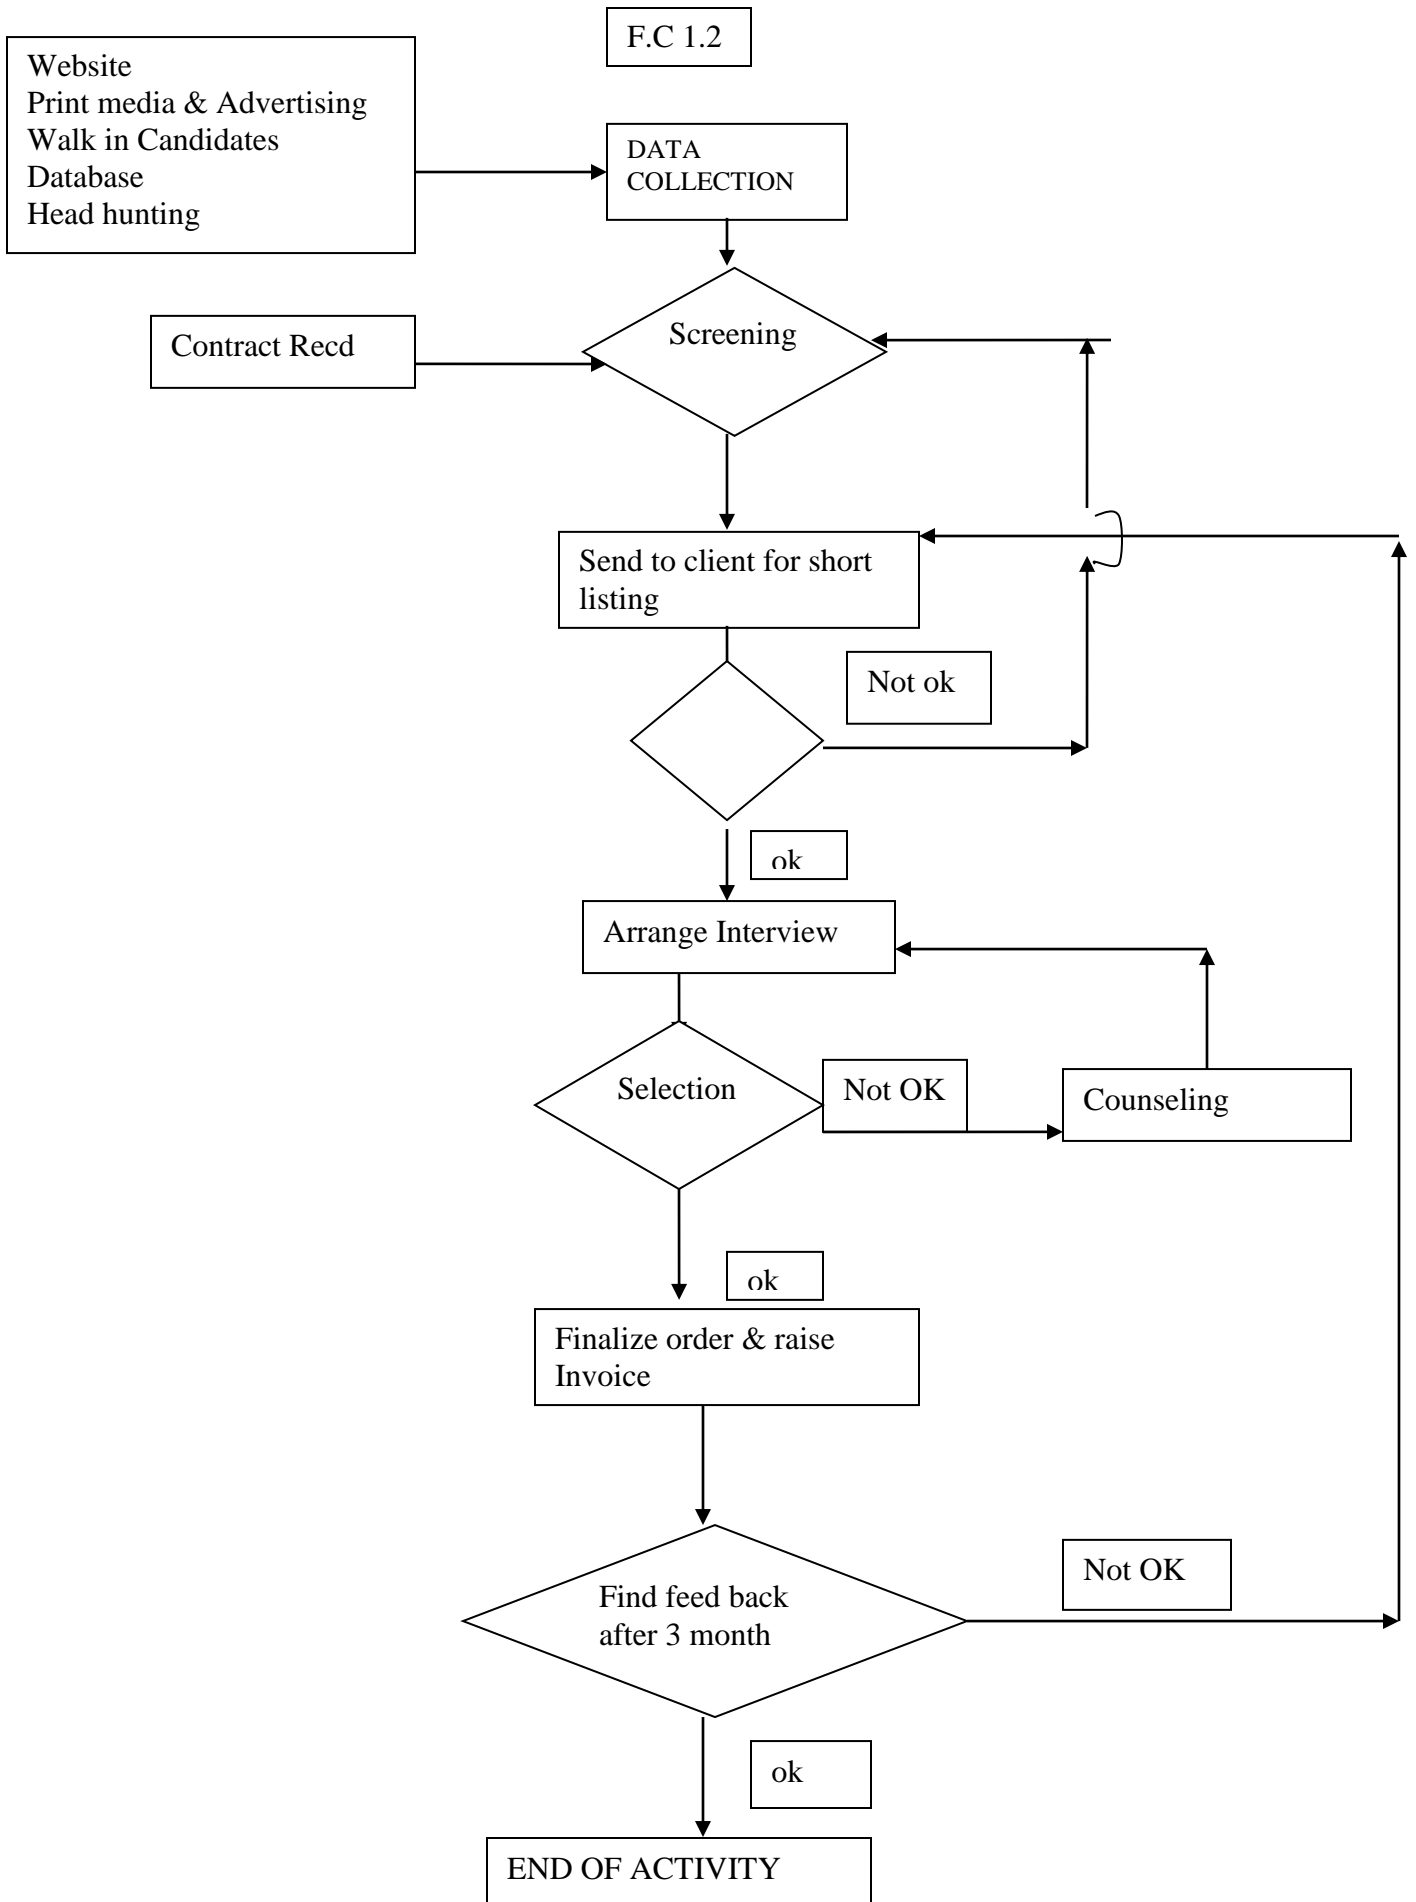 F.C 1.2
Website
Print media & Advertising
Walk in Candidates
Database
Head hunting
DATA
COLLECTION
Screening
Contract Recd
Send to client for short
listing
Not ok
ok
Arrange Interview
Selection
Not OK
Counseling
ok
Finalize order & raise
Invoice
Not OK
Find feed back
after 3 month
ok
END OF ACTIVITY